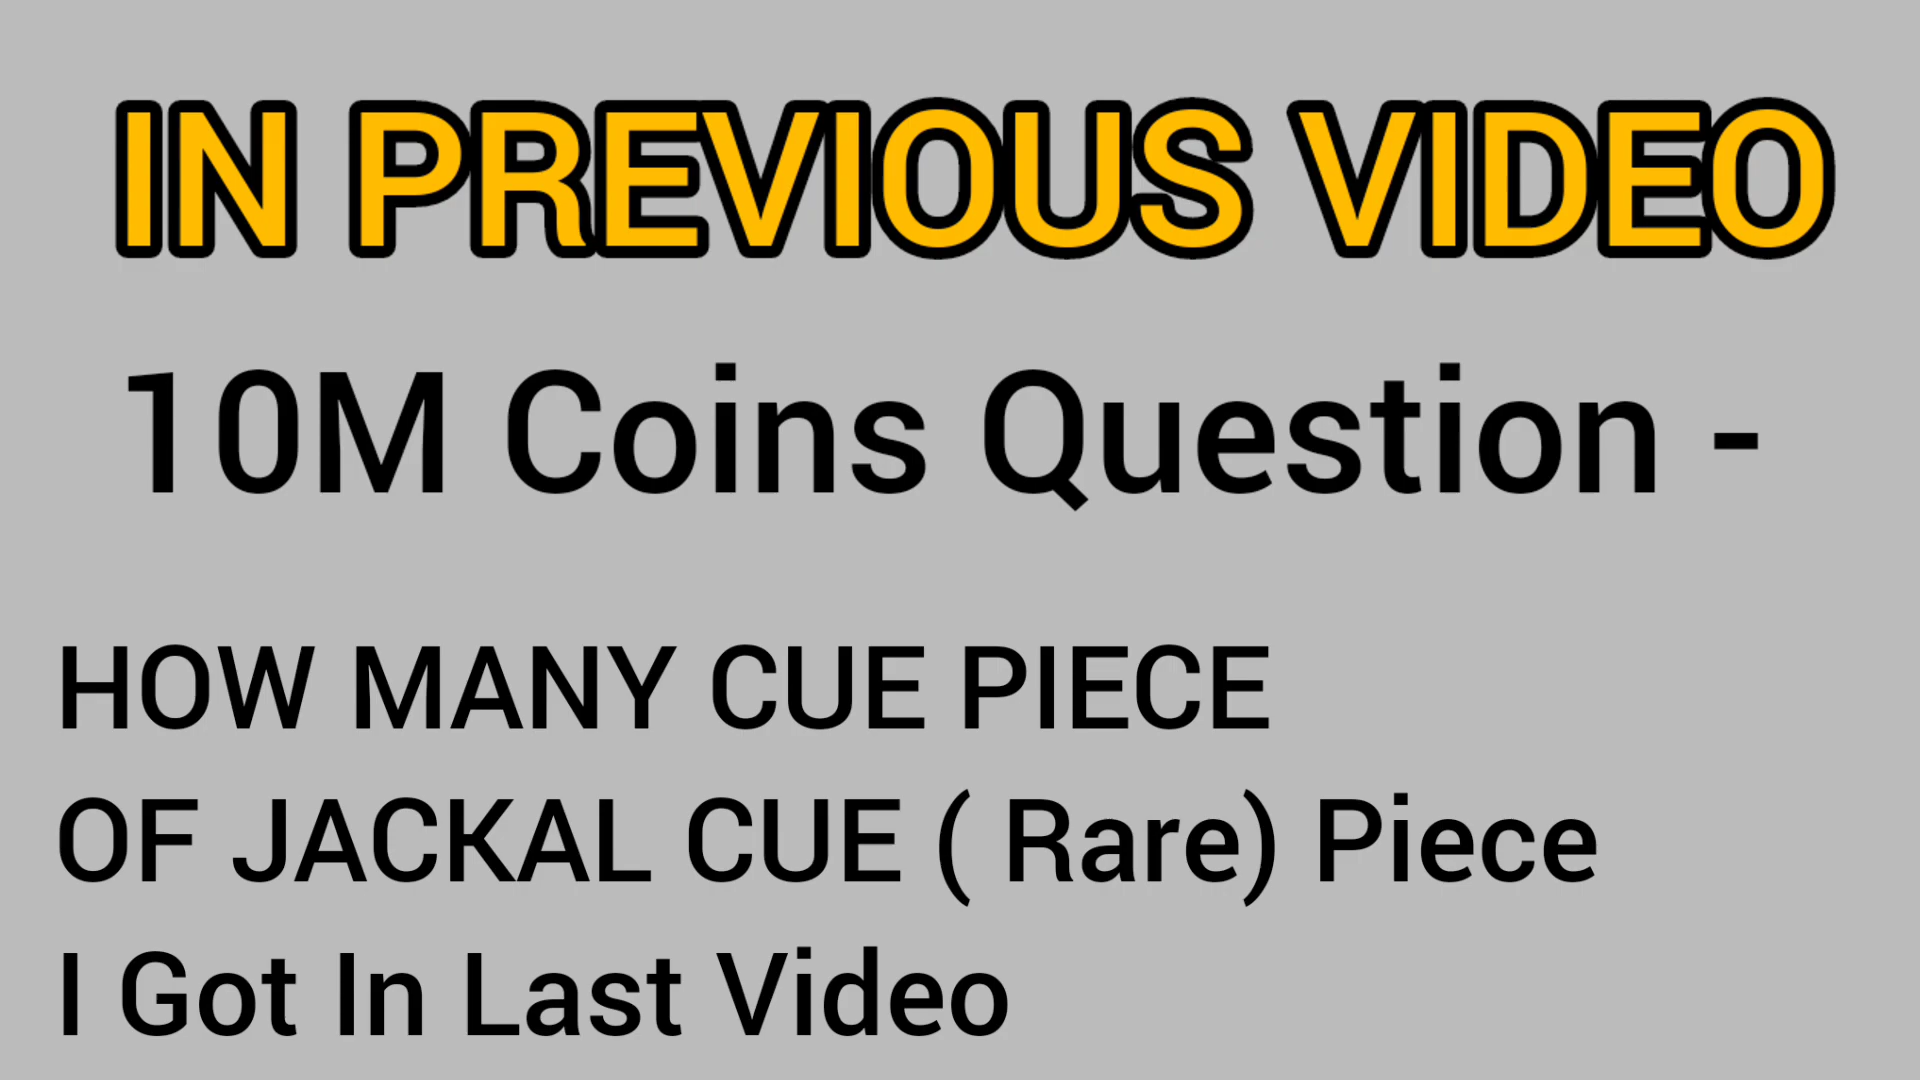 IN PREVIOUS VIDEO
10M Coins Question -
HOW MANY CUE PIECE
OF JACKAL CUE ( Rare) Piece
I Got In Last Video